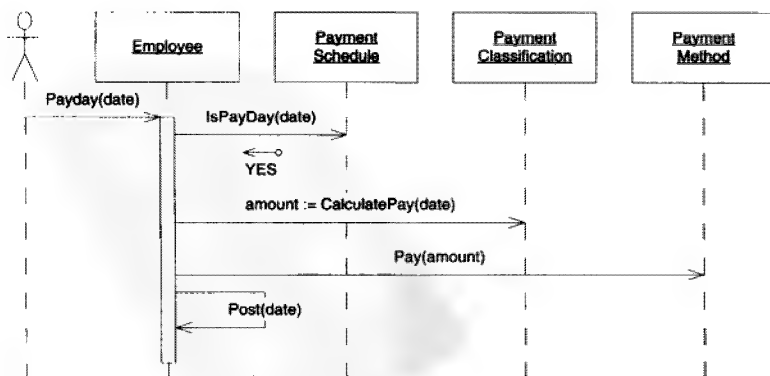 Employee
Payment
Schedule
Payment
Classification
Payment
Method
Payday(date)
IsPayDay(date)
YES
amount := CalculatePay(date)
Pay(amount)
Post(date)